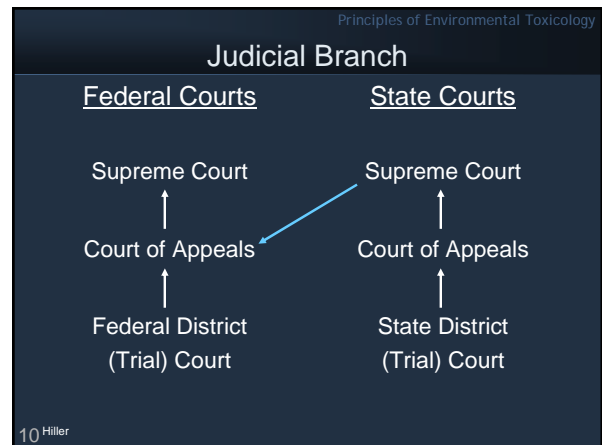 Principles of Environmental Toxicology
Judicial Branch
Federal Courts
State Courts
Supreme Court
Supreme Court
Court of Appeals
Court of Appeals
Federal District
(Trial) Court
State District
(Trial) Court
10 Hiller